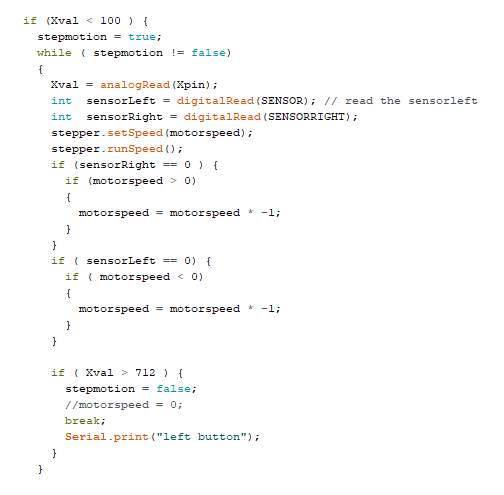 if (Xval < 100 ) {
stepmotion = true;
while ( stepmotion != false)
{
Xval = analogRead(Xpin);
int  sensorLeft = digitalRead(SENSOR); // read the sensorleft
int  sensorRight = digitalRead(SENSORRIGHT);
stepper.setSpeed(motorspeed);
stepper.runSpeed();
if (sensorRight == 0 ) {
if (motorspeed > 0)
{
motorspeed = motorspeed * -1;
}
}
if ( sensorLeft == 0) {
if ( motorspeed < 0)
{
motorspeed = motorspeed * -1;
}
}
if ( Xval > 712 ) {
stepmotion = false;
//motorspeed = 0;
break;
Serial.print("left button");
}
}